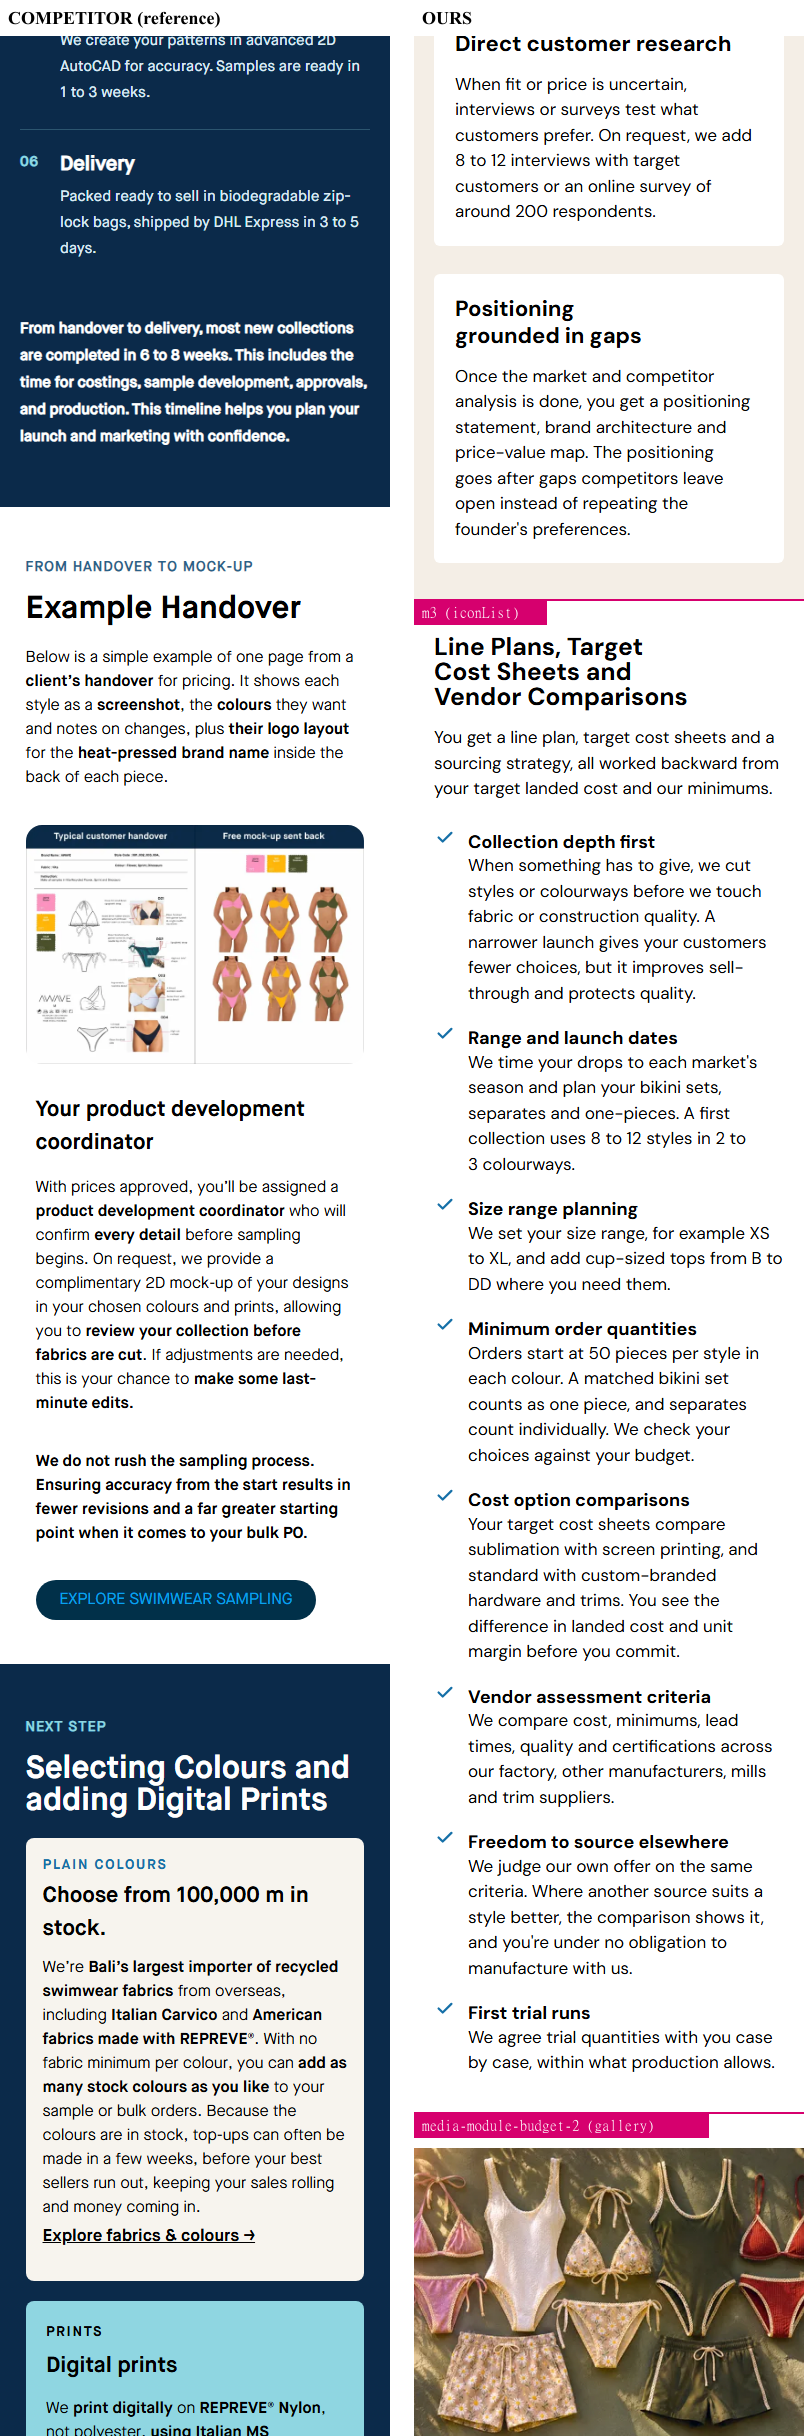 COMPETITOR (reference)
We create your patterns in advanced 2D
AutoCAD for accuracy. Samples are ready in
1 to 3 weeks.
06
Delivery
Packed ready to sell in biodegradable zip-
lock bags, shipped by DHL Express in 3 to 5
days.
From handover to delivery, most new collections
are completed in 6 to 8 weeks. This includes the
time for costings, sample development, approvals,
and production. This timeline helps you plan your
launch and marketing with confidence.
FROM HANDOVER TO MOCK-UP
Example Handover
Below is a simple example of one page from a
client's handover for pricing. It shows each
style as a screenshot, the colours they want
and notes on changes, plus their logo layout
for the heat-pressed brand name inside the
back of each piece.
Typical customer handover
Free mock-up sent back
AWAVE
Your product development
coordinator
With prices approved, you'll be assigned a
product development coordinator who will
confirm every detail before sampling
begins. On request, we provide a
complimentary 2D mock-up of your designs
in your chosen colours and prints, allowing
you to review your collection before
fabrics are cut. If adjustments are needed,
this is your chance to make some last-
minute edits.
We do not rush the sampling process.
Ensuring accuracy from the start results in
fewer revisions and a far greater starting
point when it comes to your bulk PO.
EXPLORE SWIMWEAR SAMPLING
NEXT STEP
Selecting Colours and
adding Digital Prints
PLAIN COLOURS
Choose from 100,000 m in
stock.
We're Bali's largest importer of recycled
swimwear fabrics from overseas,
including Italian Carvico and American
fabrics made with REPREVE®. With no
fabric minimum per colour, you can add as
many stock colours as you like to your
sample or bulk orders. Because the
colours are in stock, top-ups can often be
made in a few weeks, before your best
sellers run out, keeping your sales rolling
and money coming in.
Explore fabrics & colours →
PRINTS
Digital prints
We print digitally on REPREVE® Nylon,
not polyester, using Italian MS
OURS
Direct customer research
When fit or price is uncertain,
interviews or surveys test what
customers prefer. On request, we add
8 to 12 interviews with target
customers or an online survey of
around 200 respondents.
Positioning
grounded in gaps
Once the market and competitor
analysis is done, you get a positioning
statement, brand architecture and
price-value map. The positioning
goes after gaps competitors leave
open instead of repeating the
founder's preferences.
m3 (iconList)
Line Plans, Target
Cost Sheets and
Vendor Comparisons
You get a line plan, target cost sheets and a
sourcing strategy, all worked backward from
your target landed cost and our minimums.
Collection depth first
When something has to give, we cut
styles or colourways before we touch
fabric or construction quality. A
narrower launch gives your customers
fewer choices, but it improves sell-
through and protects quality.
Range and launch dates
We time your drops to each market's
season and plan your bikini sets,
separates and one-pieces. A first
collection uses 8 to 12 styles in 2 to
3 colourways.
Size range planning
We set your size range, for example XS
to XL, and add cup-sized tops from B to
DD where you need them.
Minimum order quantities
Orders start at 50 pieces per style in
each colour. A matched bikini set
counts as one piece, and separates
count individually. We check your
choices against your budget.
Cost option comparisons
Your target cost sheets compare
sublimation with screen printing, and
standard with custom-branded
hardware and trims. You see the
difference in landed cost and unit
margin before you commit.
Vendor assessment criteria
We compare cost, minimums, lead
times, quality and certifications across
our factory, other manufacturers, mills
and trim suppliers.
Freedom to source elsewhere
We judge our own offer on the same
criteria. Where another source suits a
style better, the comparison shows it,
and you're under no obligation to
manufacture with us.
First trial runs
We agree trial quantities with you case
by case, within what production allows.
media-module-budget-2 (gallery)